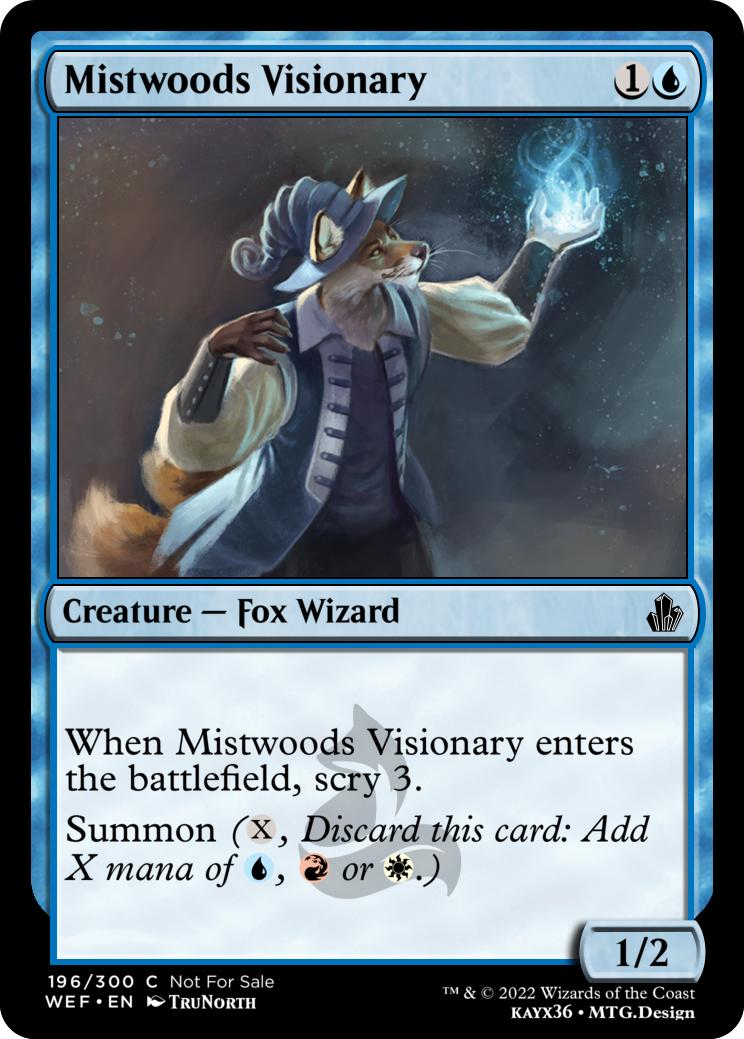 Mistwoods Visionary 1
Creature — Fox Wizard
When Mistwoods Visionary enters
the battlefield, scry 3.
Summon (X, Discard this card: Add
X mana of , or .)
1/2
196/300 C Not For Sale
WEF • EN TruNorth
™ & © 2022 Wizards of the Coast
KAYX36 • MTG.Design